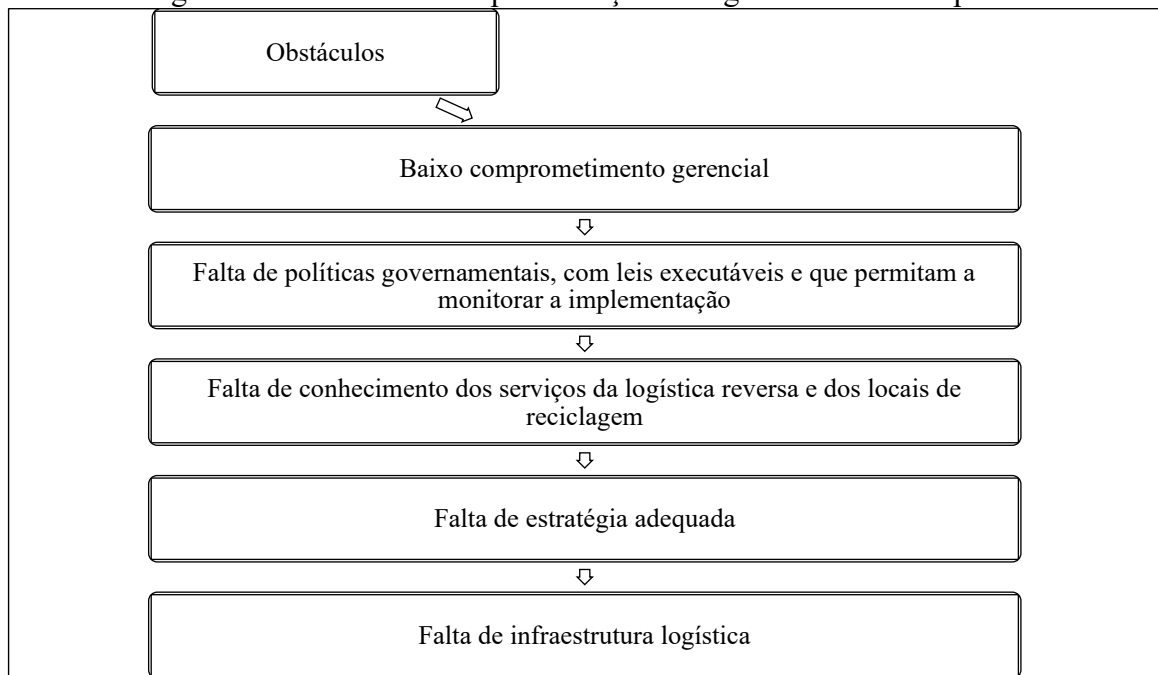 Obstáculos
Baixo comprometimento gerencial
Falta de políticas governamentais, com leis executáveis e que permitam a
monitorar a implementação
Falta de conhecimento dos serviços da logística reversa e dos locais de
reciclagem
Falta de estratégia adequada
Falta de infraestrutura logística